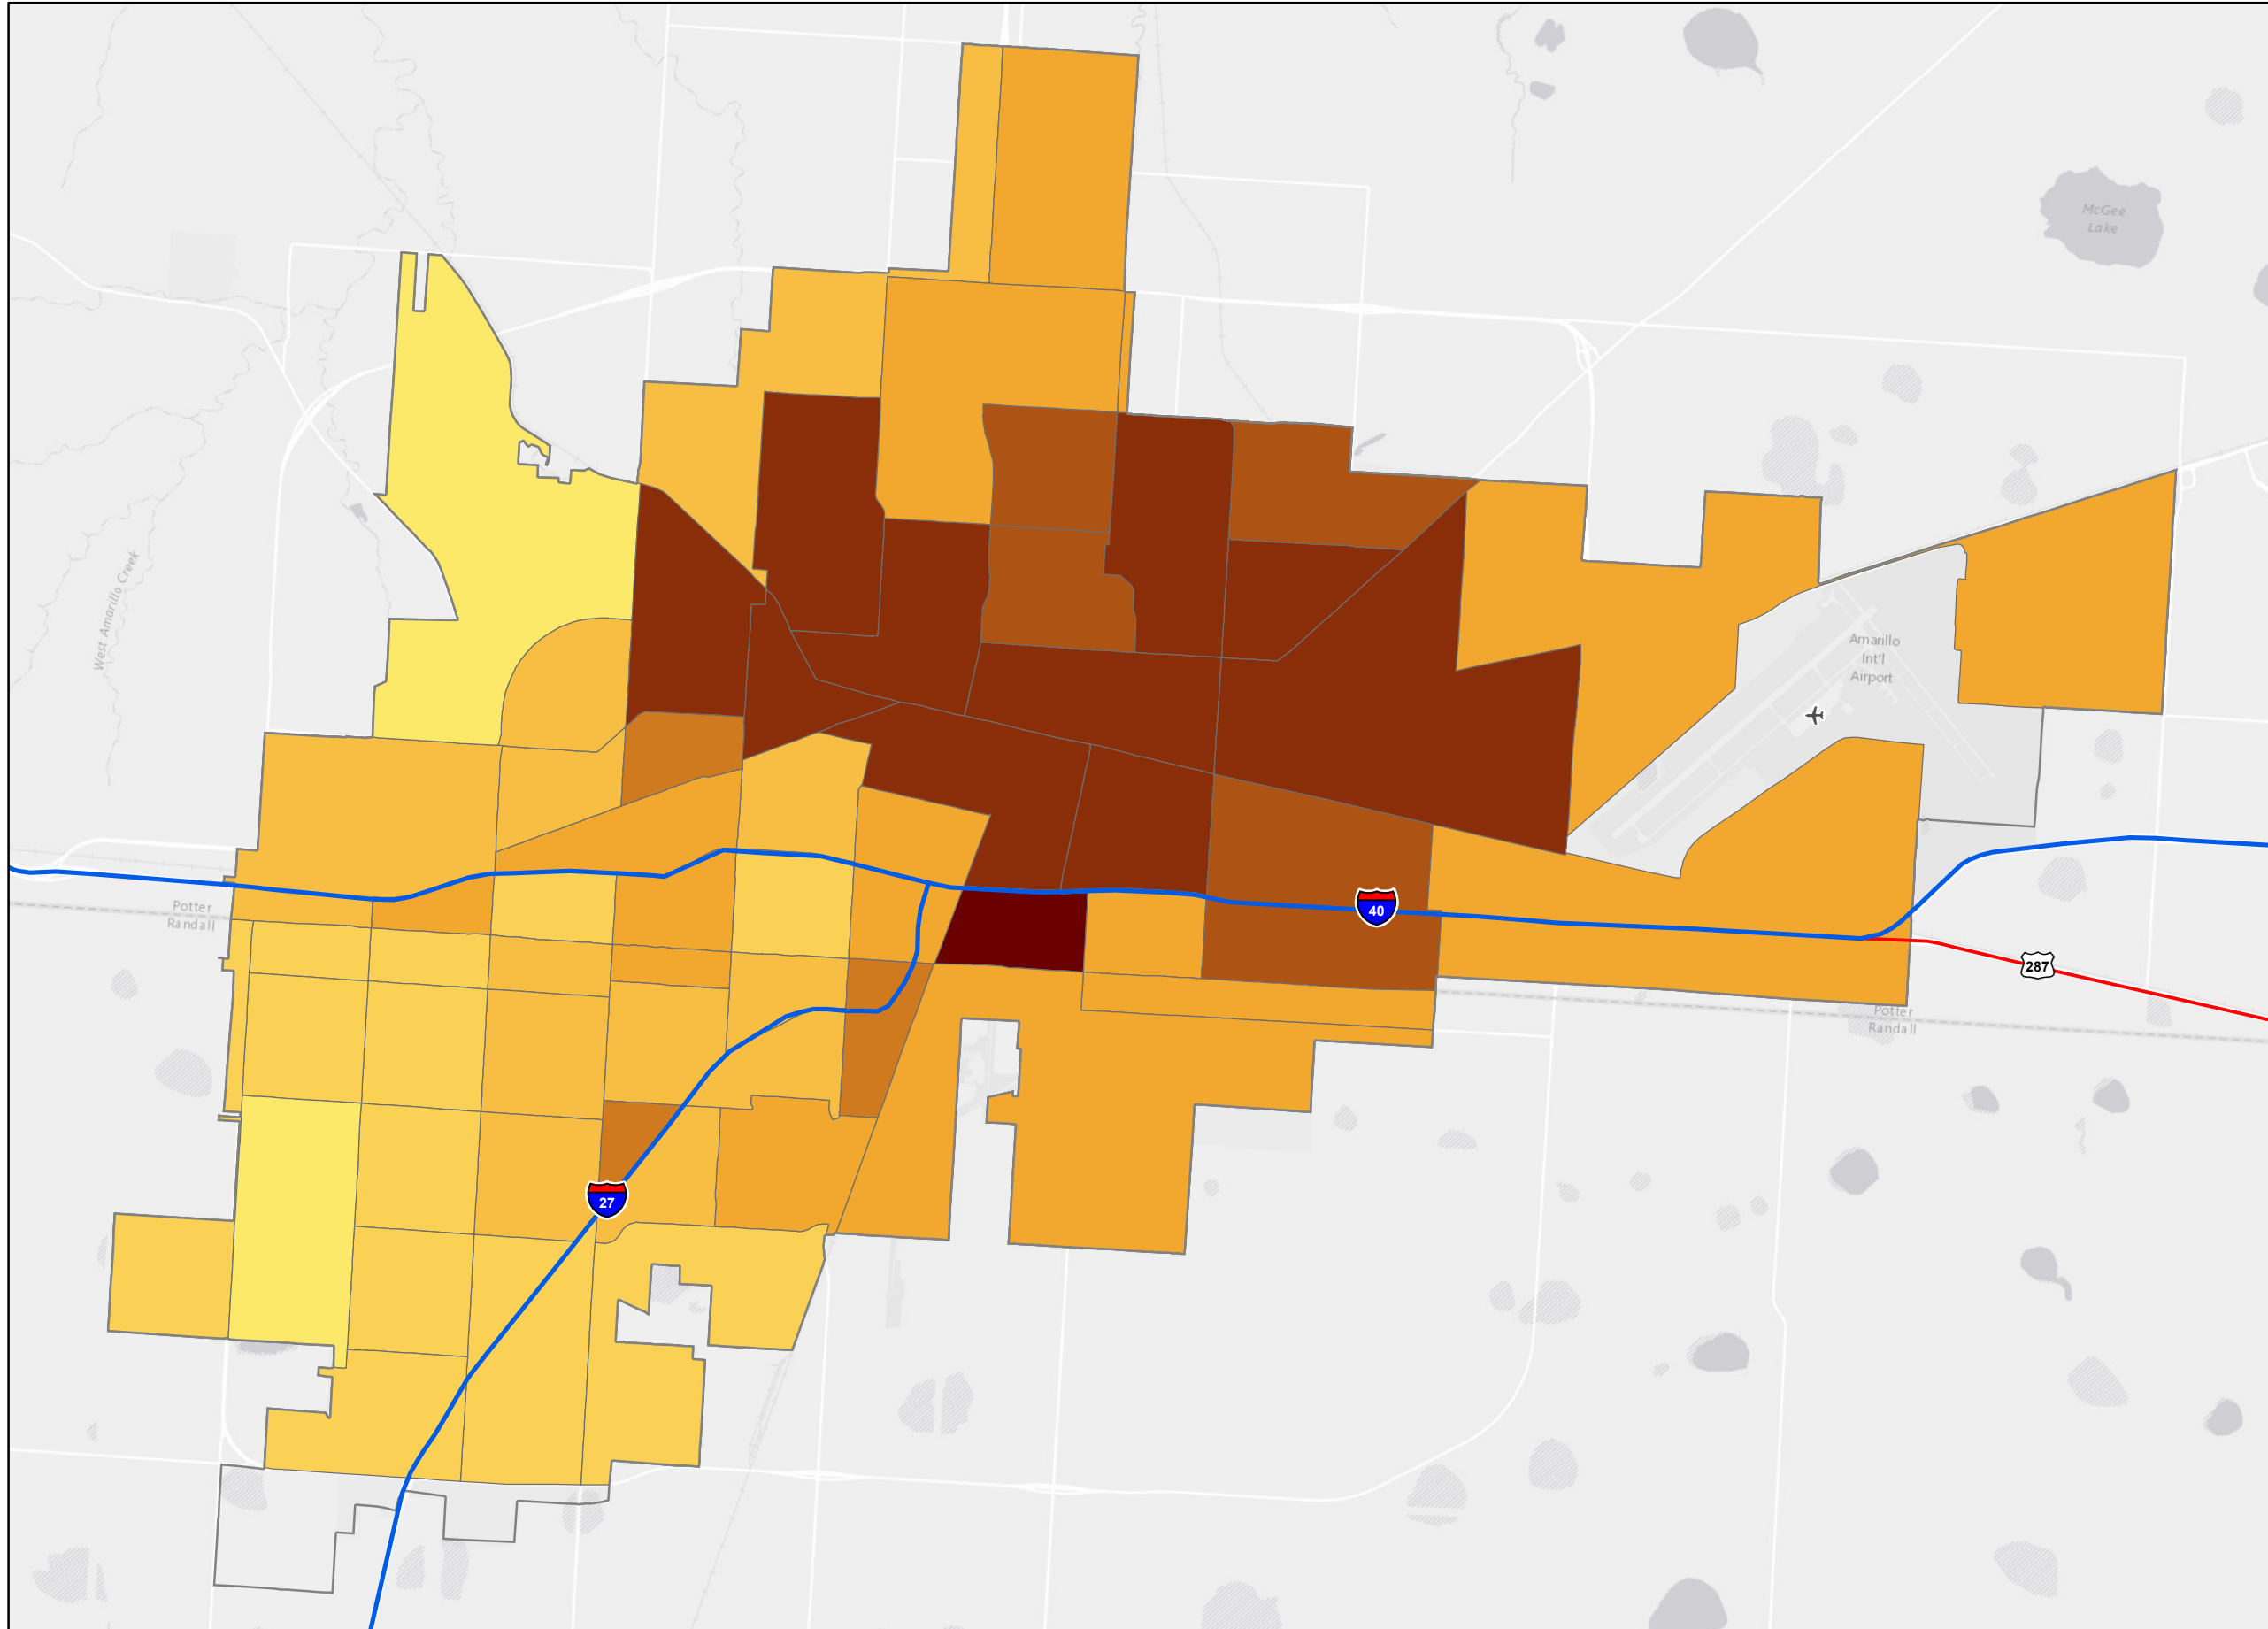 McGee
Lake
West Amarillo Creek
Amarillo
Int'l
Airport
Potter
Randall
40
287
Potter
Randall
27